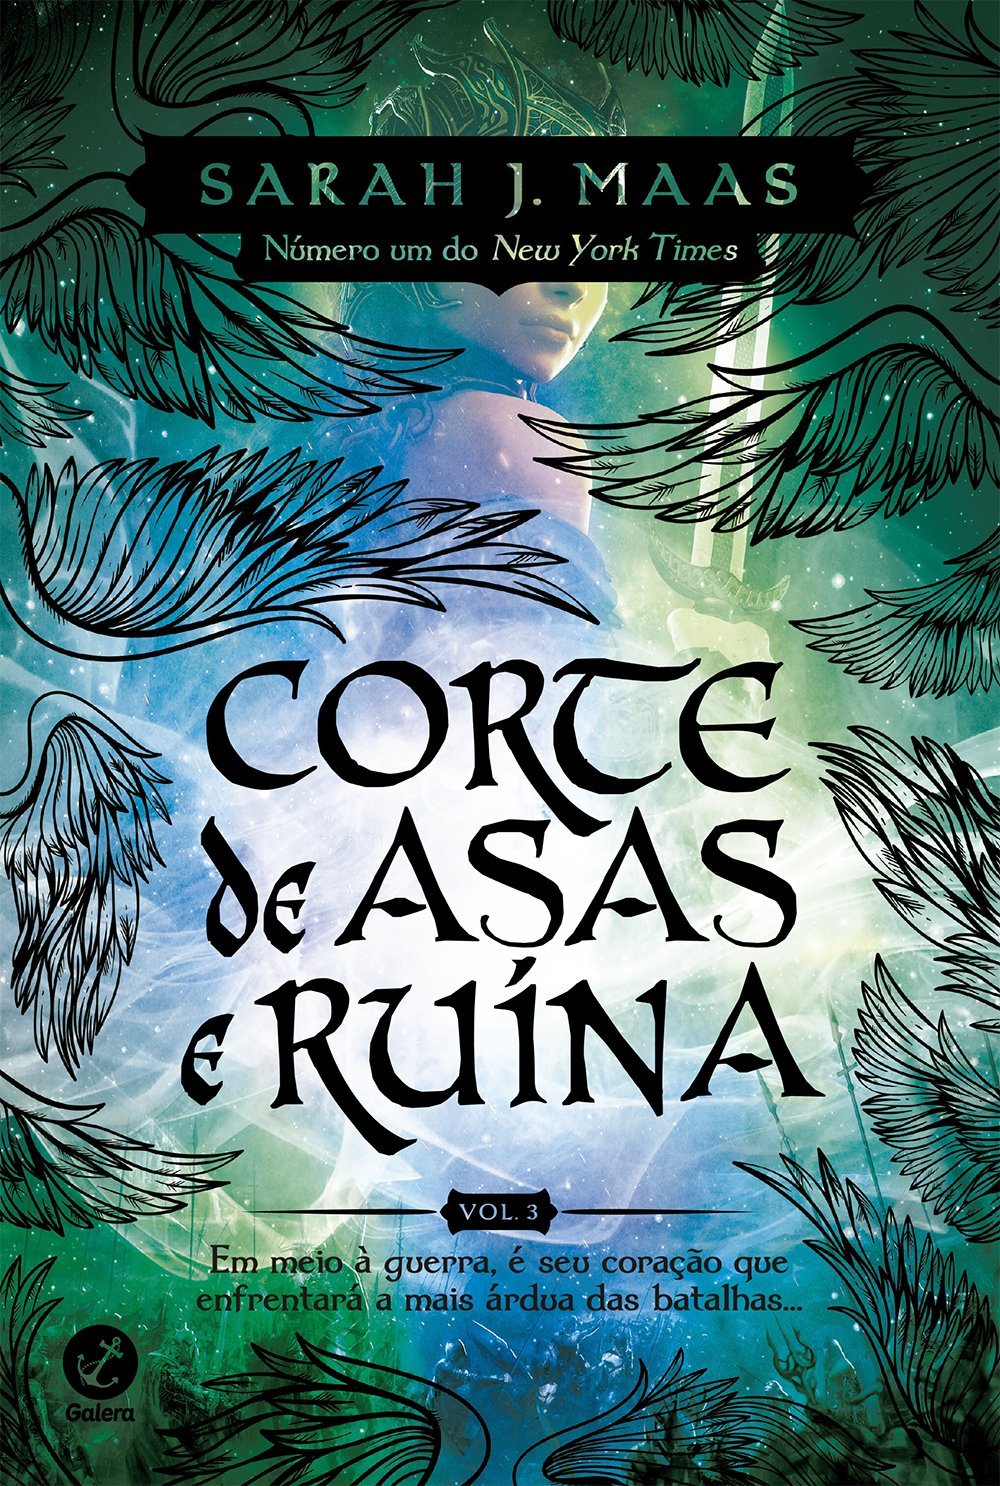 SARAH J. MAAS
Número um do New York Times
CORTE
de ASAS
e RUÍNA
VOL. 3
Em meio à guerra, é seu coração que
enfrentará a mais árdua das batalhas...
Galera